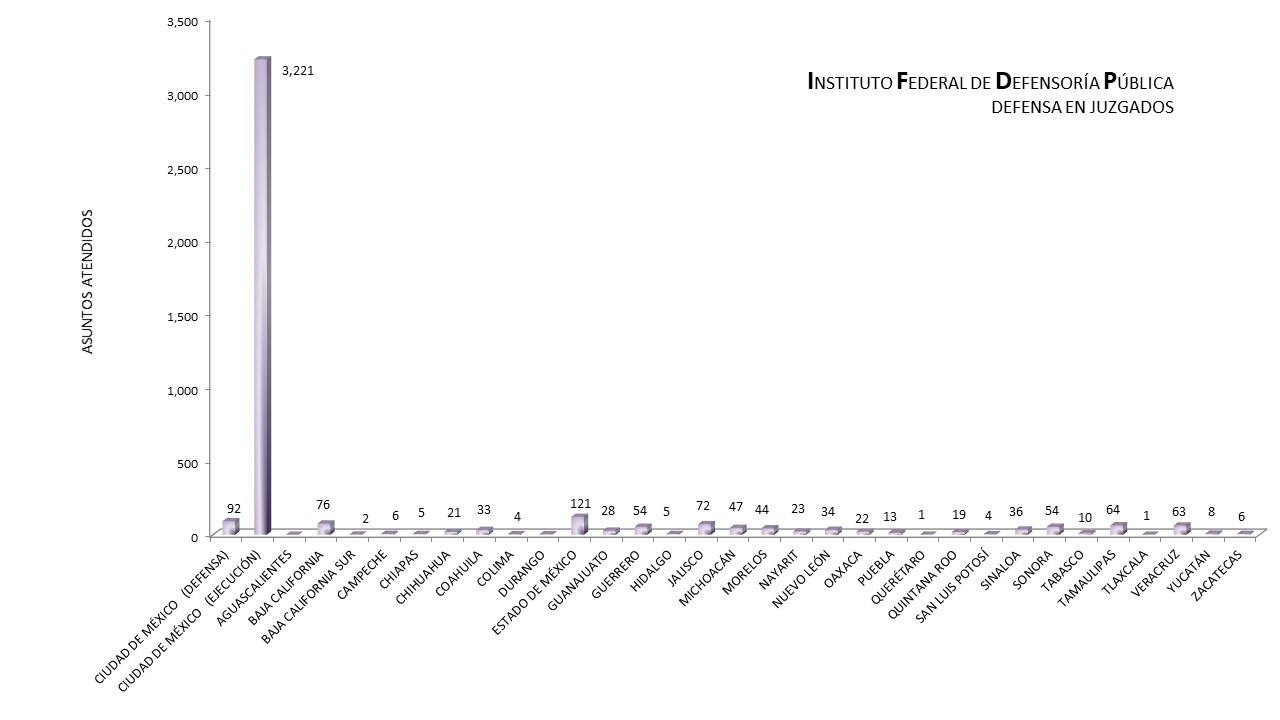 INSTITUTO FEDERAL DE DEFENSORÍA PÚBLICA
DEFENSA EN JUZGADOS
ASUNTOS ATENDIDOS
3,500
3,000
2,500
2,000
1,500
1,000
500
0
92
3,221
76
2
6
5
21
33
4
121
28
54
5
72
47
44
23
34
22
13
1
19
4
36
54
10
64
1
63
8
6
CIUDAD DE MÉXICO (DEFENSA)
CIUDAD DE MÉXICO (EJECUCIÓN)
AGUASCALIENTES
BAJA CALIFORNIA
BAJA CALIFORNIA SUR
CAMPECHE
CHIAPAS
CHIHUAHUA
COAHUILA
COLIMA
DURANGO
ESTADO DE MÉXICO
GUANAJUATO
GUERRERO
HIDALGO
JALISCO
MICHOACÁN
MORELOS
NAYARIT
NUEVO LEÓN
OAXACA
PUEBLA
QUERÉTARO
QUINTANA ROO
SAN LUIS POTOSÍ
SINALOA
SONORA
TABASCO
TAMAULIPAS
TLAXCALA
VERACRUZ
YUCATÁN
ZACATECAS